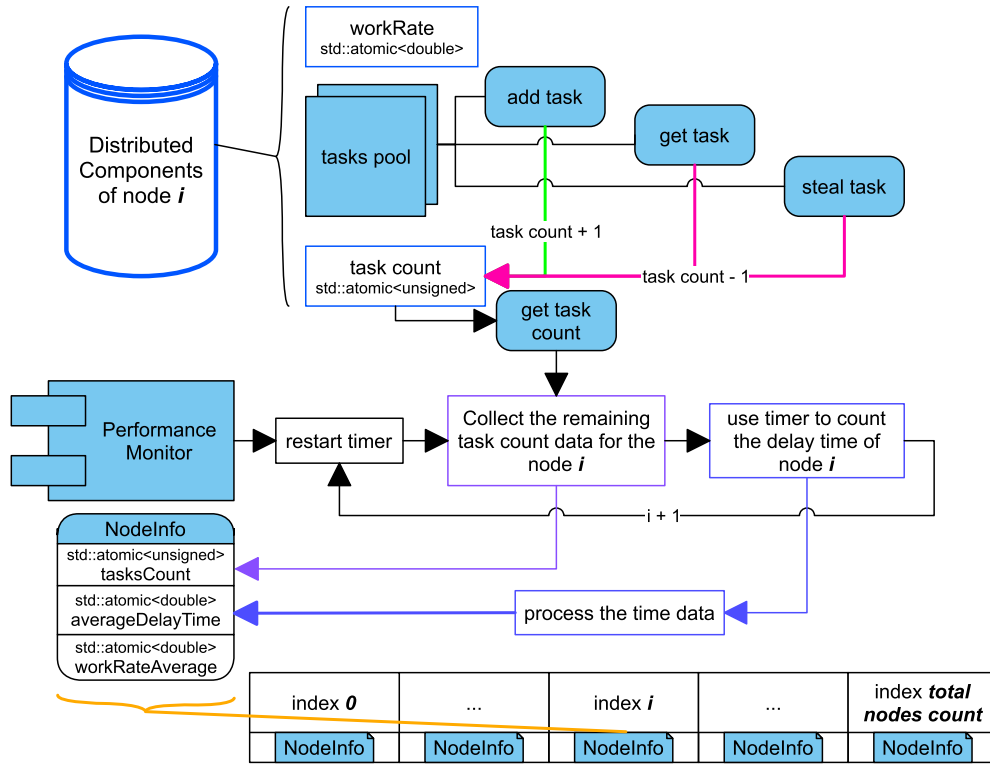 workRate
std::atomic<double>
Distributed
Components
of node i
tasks pool
add task
get task
steal task
task count + 1
task count - 1
task count
std::atomic<unsigned>
get task
count
Performance
Monitor
restart timer
Collect the remaining
task count data for the
node i
use timer to count
the delay time of
node i
i + 1
NodeInfo
std::atomic<unsigned>
tasksCount
std::atomic<double>
averageDelayTime
std::atomic<double>
workRateAverage
process the time data
index 0
...
index i
...
index total
nodes count
NodeInfo
NodeInfo
NodeInfo
NodeInfo
NodeInfo